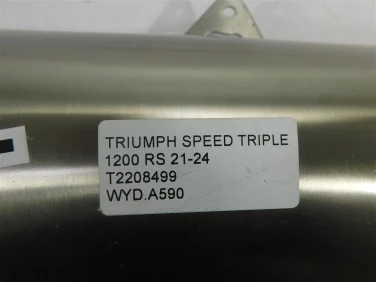 TRIUMPH SPEED TRIPLE
1200 RS 21-24
T2208499
WYD.A590